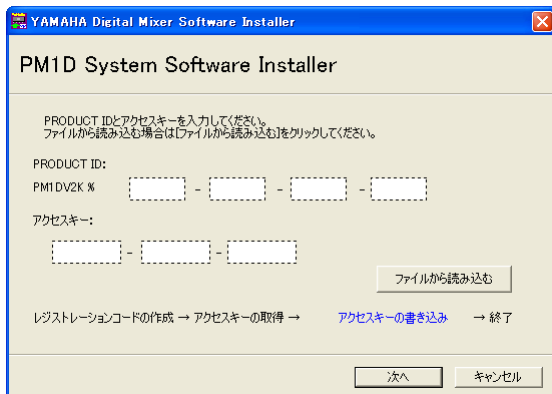 YAMAHA Digital Mixer Software Installer
PM1D System Software Installer
PRODUCT IDとアクセスキーを入力してください。
ファイルから読み込む場合は[ファイルから読み込む]をクリックしてください。
PRODUCT ID:
PM1DV2K % - - -
アクセスキー:
- -
ファイルから読み込む
レジストレーションコードの作成 → アクセスキーの取得 → アクセスキーの書き込み → 終了
次へ キャンセル